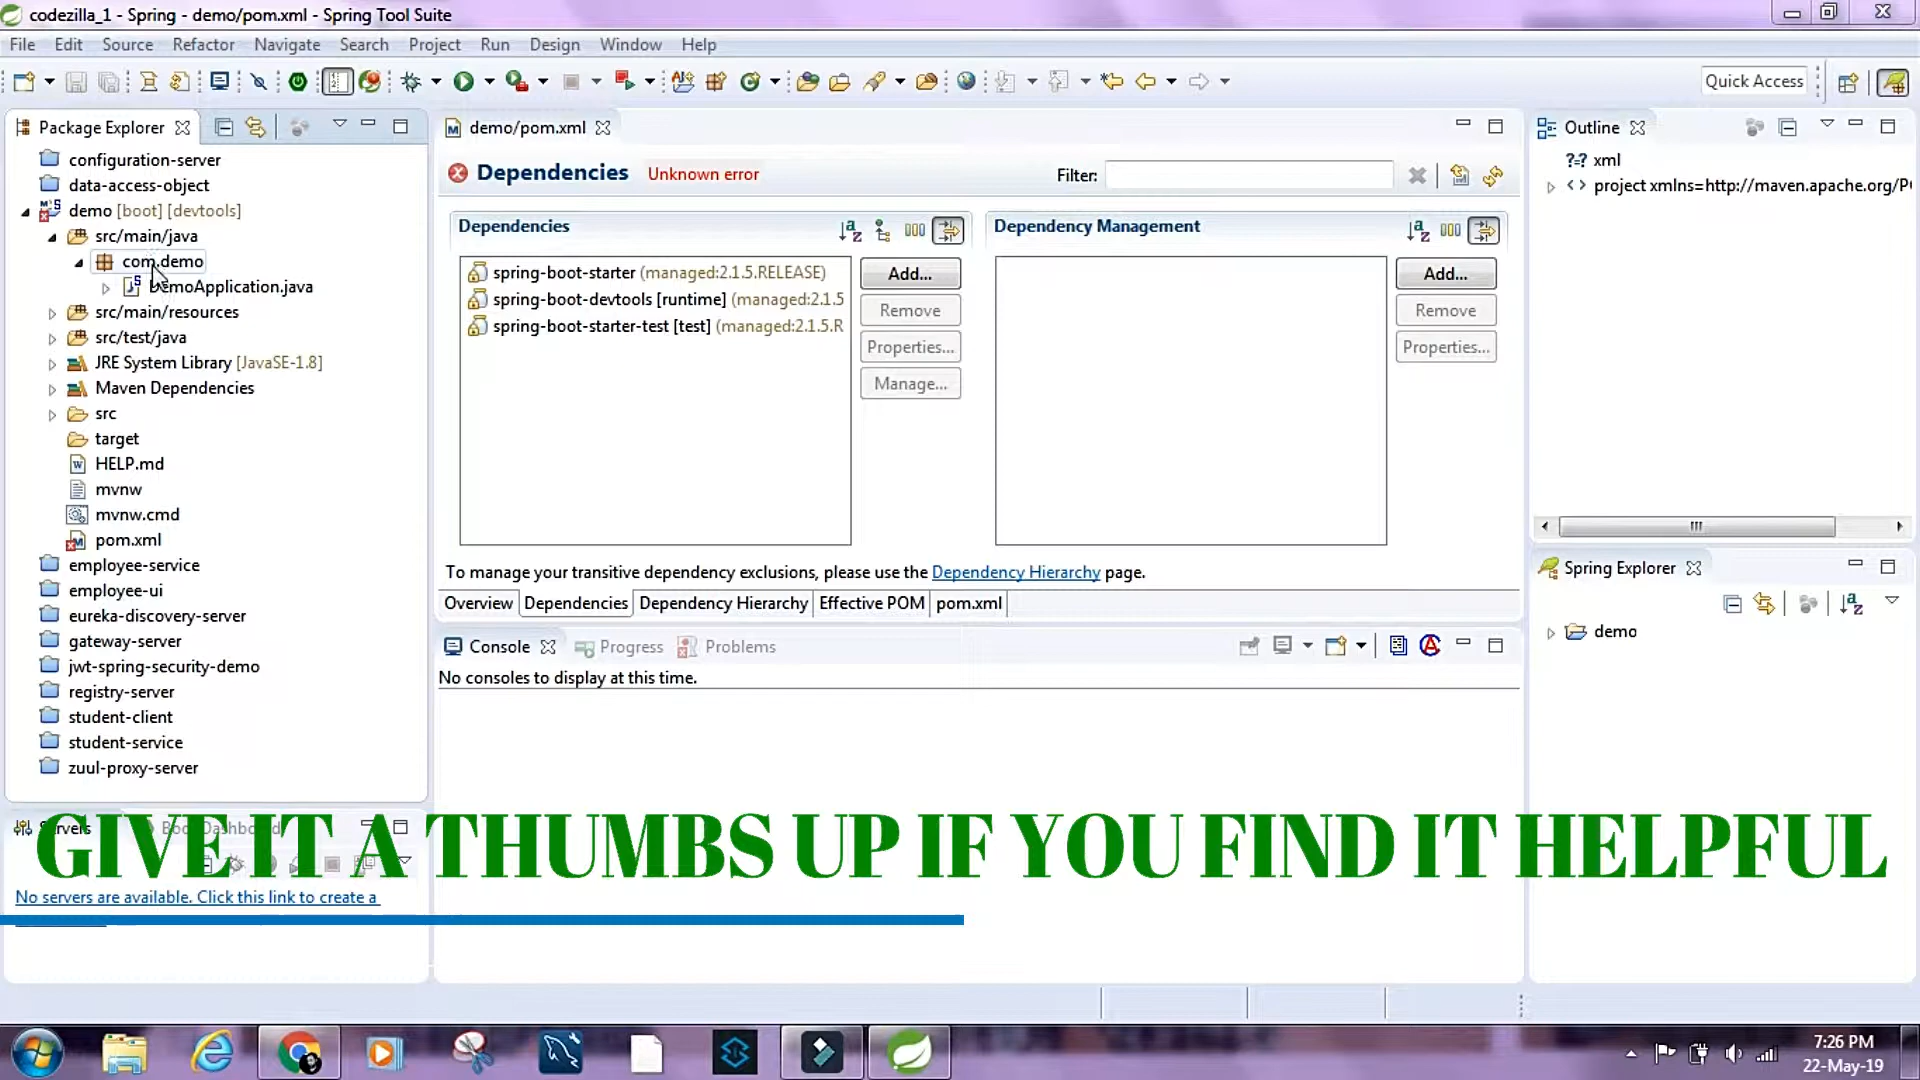 codezilla_1 - Spring - demo/pom.xml - Spring Tool Suite
File Edit Source Refactor Navigate Search Project Run Design Window Help
Quick Access
Package Explorer
configuration-server
data-access-object
demo [boot] [devtools]
src/main/java
com.demo
DemoApplication.java
src/main/resources
src/test/java
JRE System Library [JavaSE-1.8]
Maven Dependencies
src
target
HELP.md
mvnw
mvnw.cmd
pom.xml
employee-service
employee-ui
eureka-discovery-server
gateway-server
jwt-spring-security-demo
registry-server
student-client
student-service
zuul-proxy-server
demo/pom.xml
Dependencies Unknown error
Filter:
Dependencies
spring-boot-starter (managed:2.1.5.RELEASE)
spring-boot-devtools [runtime] (managed:2.1.5
spring-boot-starter-test [test] (managed:2.1.5.R
Add...
Remove
Properties...
Manage...
Dependency Management
Add...
Remove
Properties...
To manage your transitive dependency exclusions, please use the Dependency Hierarchy page.
Overview Dependencies Dependency Hierarchy Effective POM pom.xml
Console Progress Problems
No consoles to display at this time.
Outline
xml
project xmlns=http://maven.apache.org/P
Spring Explorer
demo
Servers Boot Dashboard
GIVE IT A THUMBS UP IF YOU FIND IT HELPFUL
No servers are available. Click this link to create a
7:26 PM
22-May-19